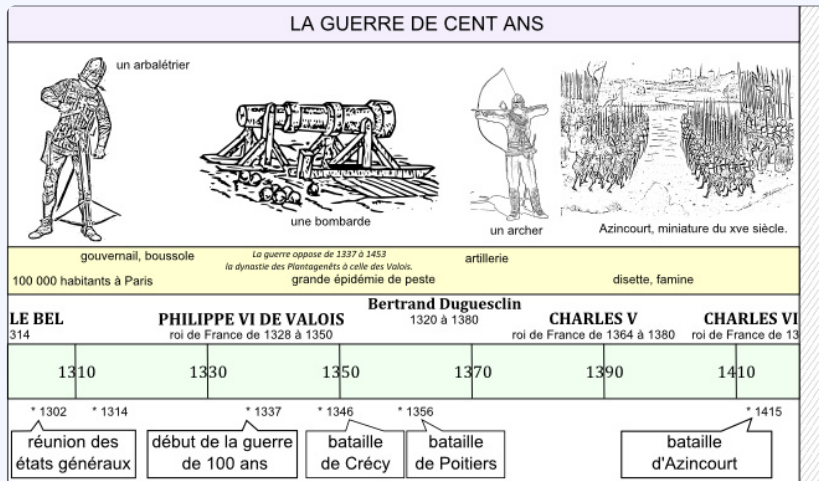 LA GUERRE DE CENT ANS
un arbalétrier
une bombarde
un archer
Azincourt, miniature du xve siècle.
gouvernail, boussole
La guerre oppose de 1337 à 1453
la dynastie des Plantagenêts à celle des Valois.
artillerie
100 000 habitants à Paris
grande épidémie de peste
disette, famine
LE BEL
314
PHILIPPE VI DE VALOIS
roi de France de 1328 à 1350
Bertrand Duguesclin
1320 à 1380
CHARLES V
roi de France de 1364 à 1380
CHARLES VI
roi de France de 13
1310 1330 1350 1370 1390 1410
* 1302 * 1314 * 1337 * 1346 * 1356 * 1415
réunion des
états généraux
début de la guerre
de 100 ans
bataille
de Crécy
bataille
de Poitiers
bataille
d'Azincourt